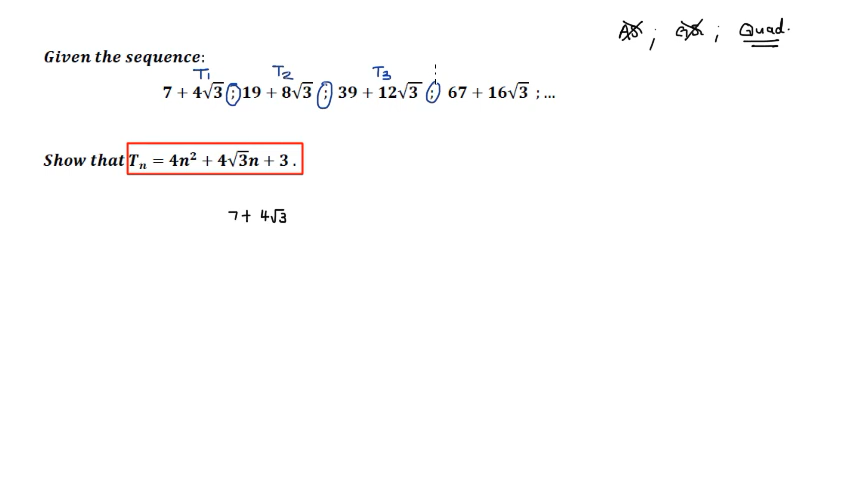 AS ; GS ; Quad.
Given the sequence:
T₁ T₂ T₃
7 + 4√3 ; 19 + 8√3 ; 39 + 12√3 ; 67 + 16√3 ; ...
Show that Tₙ = 4n² + 4√3n + 3 .
7 + 4√3